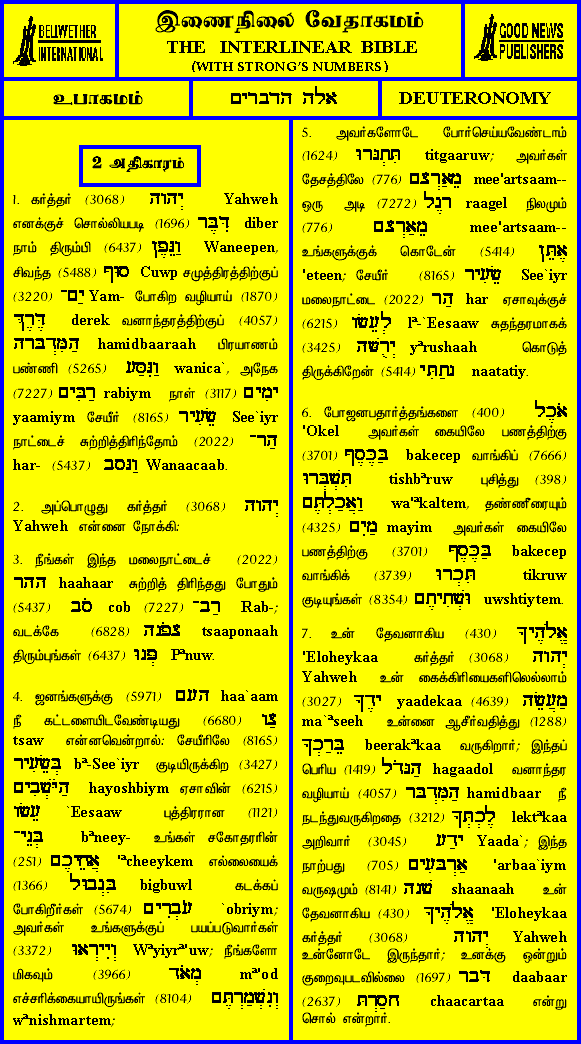 BELLWETHER
INTERNATIONAL
இணைநிலை வேதாகமம்
THE INTERLINEAR BIBLE
(WITH STRONG'S NUMBERS)
GOOD NEWS
PUBLISHERS
உபாகமம்
אלה הדברים
DEUTERONOMY
2 அதிகாரம்
1. கர்த்தர் (3068) יְהוָה Yahweh
எனக்குச் சொல்லியபடி (1696) דִּבֶּר diber
நாம் திரும்பி (6437) וַנֵּפֶן Waneepen,
சிவந்த (5488) סוּף Cuwp சமுத்திரத்திற்குப்
(3220) יַם־ Yam- போகிற வழியாய் (1870)
דֶּרֶךְ derek வனாந்தரத்திற்குப் (4057)
הַמִּדְבָּרָה hamidbaaraah பிரயாணம்
பண்ணி (5265) וַנִּסַּע wanica`, அநேக
(7227) רַבִּים rabiym நாள் (3117) יָמִים
yaamiym சேயீர் (8165) שֵׂעִיר See`iyr
நாட்டைச் சுற்றித்திரிந்தோம் (2022) הַר־
har- (5437) וַנָּסָב Wanaacaab.
2. அப்பொழுது கர்த்தர் (3068) יְהוָה
Yahweh என்னை நோக்கி:
3. நீங்கள் இந்த மலைநாட்டைச் (2022)
הָהָר haahaar சுற்றித் திரிந்தது போதும்
(5437) סֹב cob (7227) רַב־ Rab-;
வடக்கே (6828) צָפֹנָה tsaaponaah
திரும்புங்கள் (6437) פְּנוּ Pªnuw.
4. ஜனங்களுக்கு (5971) הָעָם haa`aam
நீ கட்டளையிடவேண்டியது (6680) צַו
tsaw என்னவென்றால்: சேயீரிலே (8165)
בְּשֵׂעִיר bª-See`iyr குடியிருக்கிற (3427)
הַיֹּשְׁבִים hayoshbiym ஏசாவின் (6215)
עֵשָׂו `Eesaaw புத்திரரான (1121)
בְּנֵי־ bªneey- உங்கள் சகோதரரின்
(251) אֲחֵיכֶם 'ªcheeykem எல்லையைக்
(1366) בִּגְבוּל bigbuwl கடக்கப்
போகிறீர்கள் (5674) עֹבְרִים `obriym;
அவர்கள் உங்களுக்குப் பயப்படுவார்கள்
(3372) וְיִירְאוּ Wªyiyrª'uw; நீங்களோ
மிகவும் (3966) מְאֹד mª'od
எச்சரிக்கையாயிருங்கள் (8104) וְנִשְׁמַרְתֶּם
wªnishmartem;
5. அவர்களோடே போர்செய்யவேண்டாம்
(1624) תִּתְגָּרוּ titgaaruw; அவர்கள்
தேசத்திலே (776) מֵאַרְצָם mee'artsaam--
ஒரு அடி (7272) רָגֶל raagel நிலமும்
(776) מֵאַרְצָם mee'artsaam--
உங்களுக்குக் கொடேன் (5414) אֶתֵּן
'eteen; சேயீர் (8165) שֵׂעִיר See`iyr
மலைநாட்டை (2022) הַר har ஏசாவுக்குச்
(6215) לְעֵשָׂו lª-`Eesaaw சுதந்தரமாகக்
(3425) יְרֻשָּׁה yªrushaah கொடுத்
திருக்கிறேன் (5414) נָתַתִּי naatatiy.
6. போஜனபதார்த்தங்களை (400) אֹכֶל
'Okel அவர்கள் கையிலே பணத்திற்கு
(3701) בַּכֶּסֶף bakecep வாங்கிப் (7666)
תִּשְׁבְּרוּ tishbªruw புசித்து (398)
וַאֲכַלְתֶּם wa'ªkaltem, தண்ணீரையும்
(4325) מַיִם mayim அவர்கள் கையிலே
பணத்திற்கு (3701) בַּכֶּסֶף bakecep
வாங்கிக் (3739) תִּכְרוּ tikruw
குடியுங்கள் (8354) וּשְׁתִיתֶם uwshtiytem.
7. உன் தேவனாகிய (430) אֱלֹהֶיךָ
'Eloheykaa கர்த்தர் (3068) יְהוָה
Yahweh உன் கைக்கிரியைகளிலெல்லாம்
(3027) יָדֶךָ yaadekaa (4639) מַעֲשֵׂה
ma`ªseeh உன்னை ஆசீர்வதித்து (1288)
בֵּרַכְךָ beerakªkaa வருகிறார்; இந்தப்
பெரிய (1419) הַגָּדֹל hagaadol வனாந்தர
வழியாய் (4057) הַמִּדְבָּר hamidbaar நீ
நடந்துவருகிறதை (3212) לֶכְתְּךָ lektªkaa
அறிவார் (3045) יָדַע Yaada`; இந்த
நாற்பது (705) אַרְבָּעִים 'arbaa`iym
வருஷமும் (8141) שָׁנָה shaanaah உன்
தேவனாகிய (430) אֱלֹהֶיךָ 'Eloheykaa
கர்த்தர் (3068) יְהוָה Yahweh
உன்னோடே இருந்தார்; உனக்கு ஒன்றும்
குறைவுபடவில்லை (1697) דָּבָר daabaar
(2637) חָסַרְתָּ chaacartaa என்று
சொல் என்றார்.